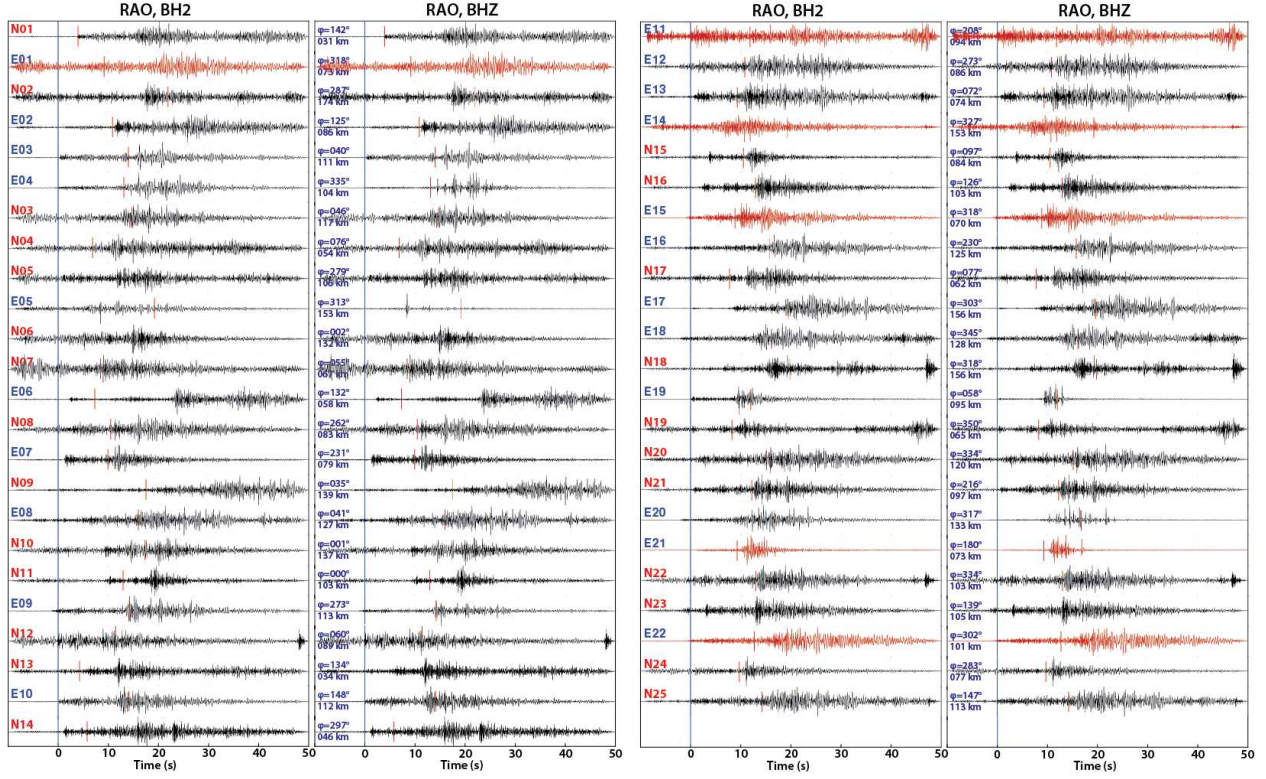 RAO, BH2
RAO, BHZ
RAO, BH2
RAO, BHZ
N01
φ=142°
031 km
E01
φ=318°
073 km
N02
φ=287°
174 km
E02
φ=125°
086 km
E03
φ=040°
111 km
E04
φ=335°
104 km
N03
φ=046°
117 km
N04
φ=076°
054 km
N05
φ=279°
106 km
E05
φ=313°
153 km
N06
φ=002°
132 km
N07
φ=055°
067 km
E06
φ=132°
058 km
N08
φ=262°
083 km
E07
φ=231°
079 km
N09
φ=035°
139 km
E08
φ=041°
127 km
N10
φ=001°
137 km
N11
φ=000°
103 km
E09
φ=273°
113 km
N12
φ=060°
089 km
N13
φ=134°
034 km
E10
φ=148°
112 km
N14
φ=297°
046 km
0 10 20 30 40 50
Time (s)
0 10 20 30 40 50
Time (s)
E11
φ=208°
094 km
E12
φ=273°
086 km
E13
φ=072°
074 km
E14
φ=327°
153 km
N15
φ=097°
084 km
N16
φ=126°
103 km
E15
φ=318°
070 km
E16
φ=230°
125 km
N17
φ=077°
062 km
E17
φ=303°
156 km
E18
φ=345°
128 km
N18
φ=318°
156 km
E19
φ=058°
095 km
N19
φ=350°
065 km
N20
φ=334°
120 km
N21
φ=216°
097 km
E20
φ=317°
133 km
E21
φ=180°
073 km
N22
φ=334°
103 km
N23
φ=139°
105 km
E22
φ=302°
101 km
N24
φ=283°
077 km
N25
φ=147°
113 km
0 10 20 30 40 50
Time (s)
0 10 20 30 40 50
Time (s)